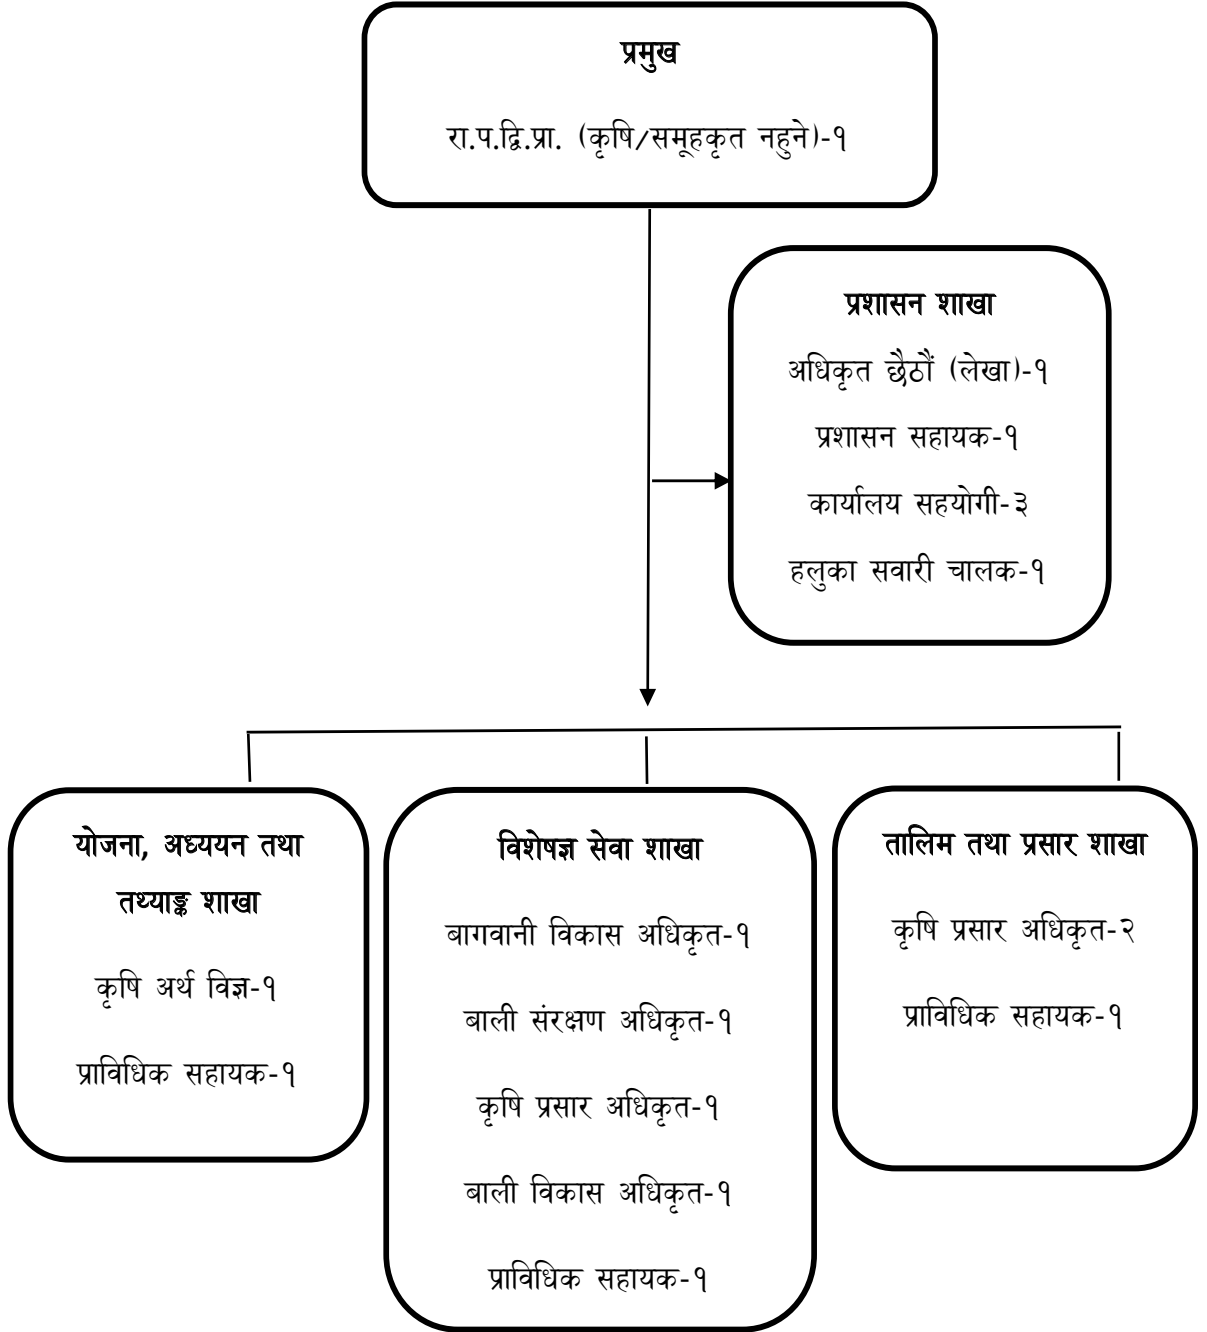 प्रमुख
रा.प.द्वि.प्रा. (कृषि/समूहकृत नहुने)-१
प्रशासन शाखा
अधिकृत छैठौं (लेखा)-१
प्रशासन सहायक-१
कार्यालय सहयोगी-३
हलुका सवारी चालक-१
योजना, अध्ययन तथा
तथ्याङ्क शाखा
कृषि अर्थ विज्ञ-१
प्राविधिक सहायक-१
विशेषज्ञ सेवा शाखा
बागवानी विकास अधिकृत-१
बाली संरक्षण अधिकृत-१
कृषि प्रसार अधिकृत-१
बाली विकास अधिकृत-१
प्राविधिक सहायक-१
तालिम तथा प्रसार शाखा
कृषि प्रसार अधिकृत-२
प्राविधिक सहायक-१